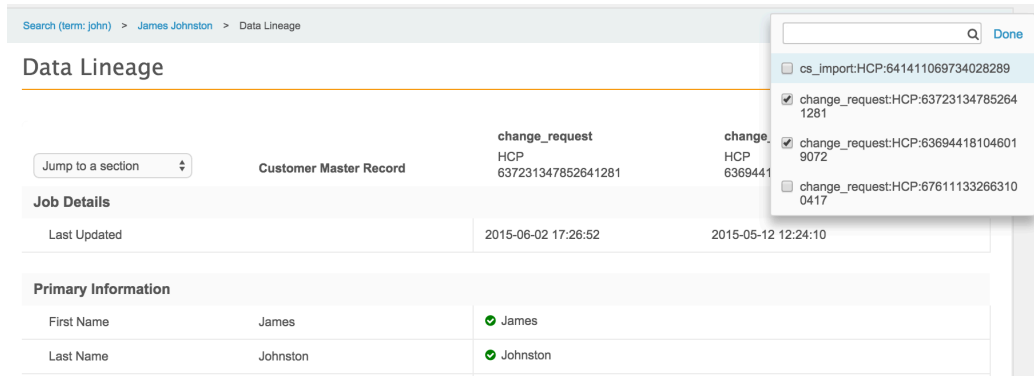 Search (term: john) > James Johnston > Data Lineage
Done
Data Lineage
cs_import:HCP:641411069734028289
change_request:HCP:63723134785264
1281
change_request:HCP:63694418104601
9072
change_request:HCP:67611133266310
0417
change_request
change_
HCP
HCP
Jump to a section
Customer Master Record
637231347852641281
6369441
Job Details
Last Updated
2015-06-02 17:26:52
2015-05-12 12:24:10
Primary Information
First Name
James
James
Last Name
Johnston
Johnston